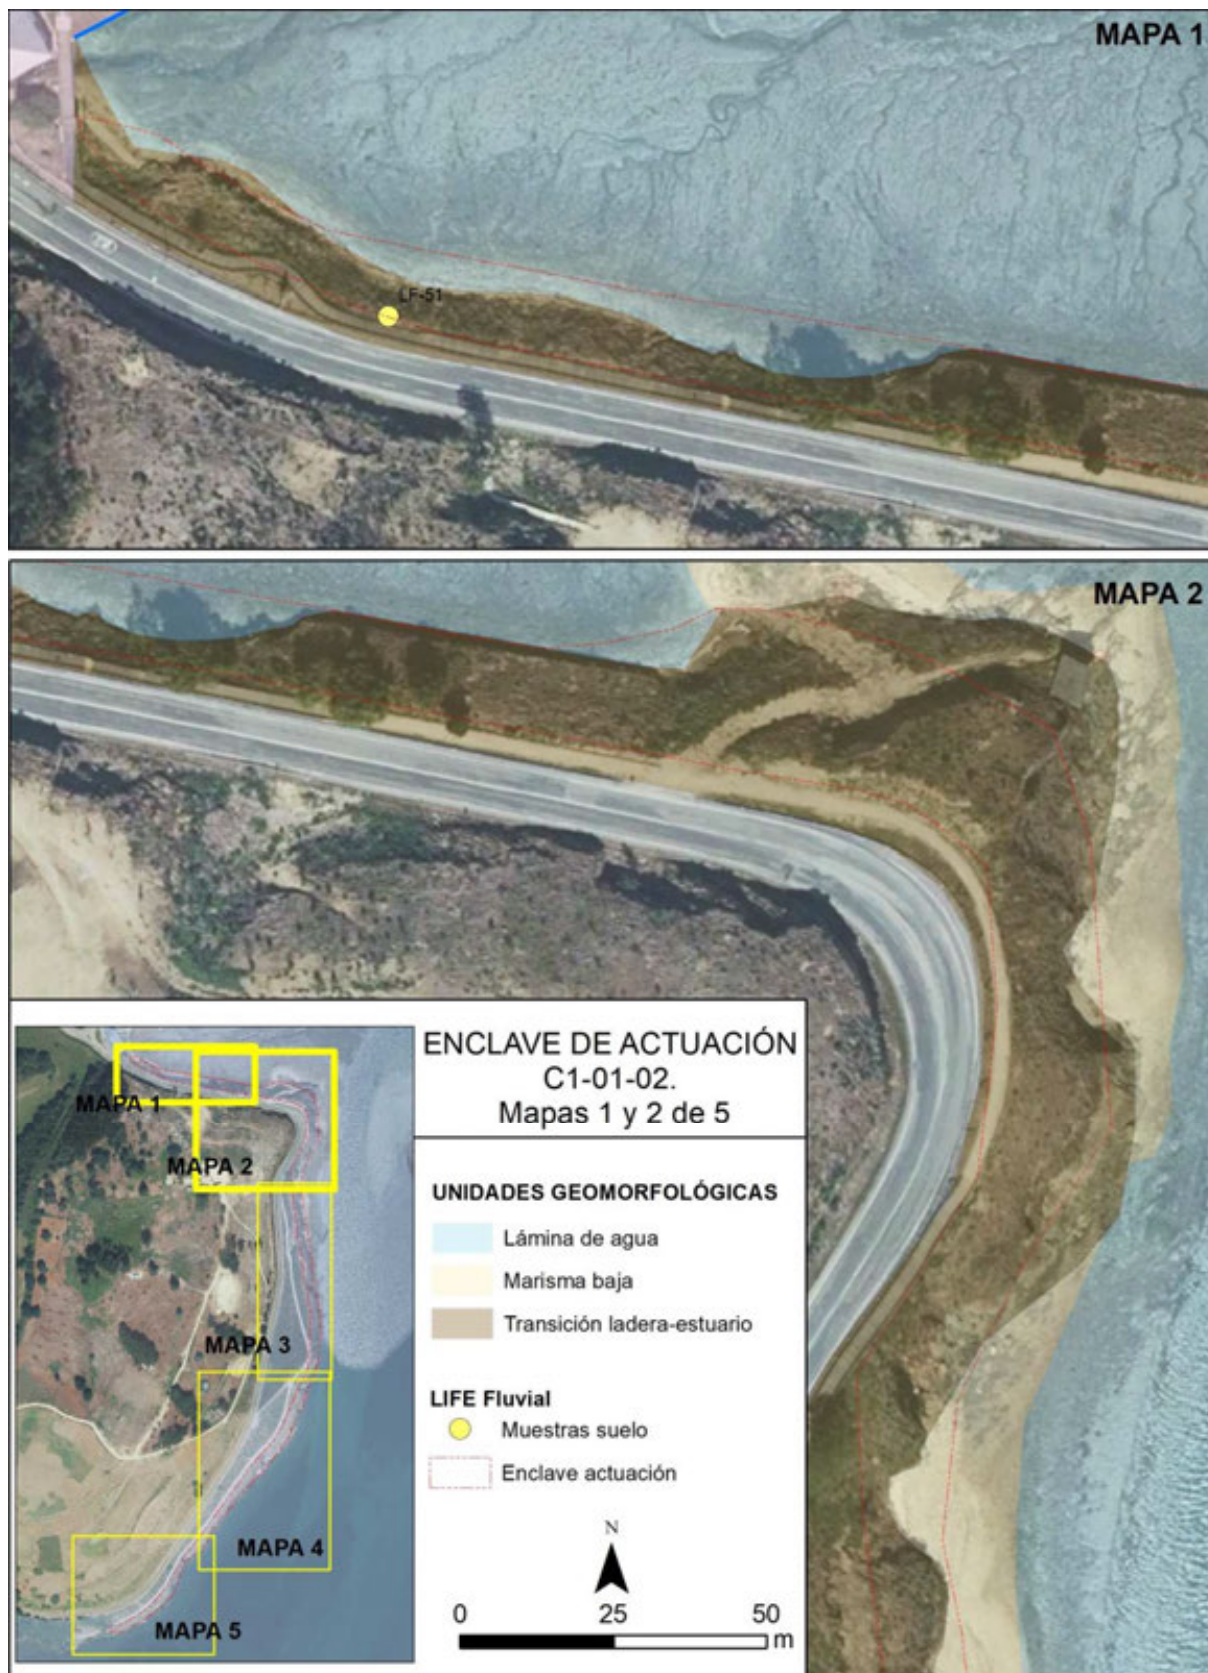 MAPA 1
LF-51
MAPA 2
MAPA 1
MAPA 2
MAPA 3
MAPA 4
MAPA 5
ENCLAVE DE ACTUACIÓN
C1-01-02.
Mapas 1 y 2 de 5
UNIDADES GEOMORFOLÓGICAS
Lámina de agua
Marisma baja
Transición ladera-estuario
LIFE Fluvial
Muestras suelo
Enclave actuación
N
0 25 50
m